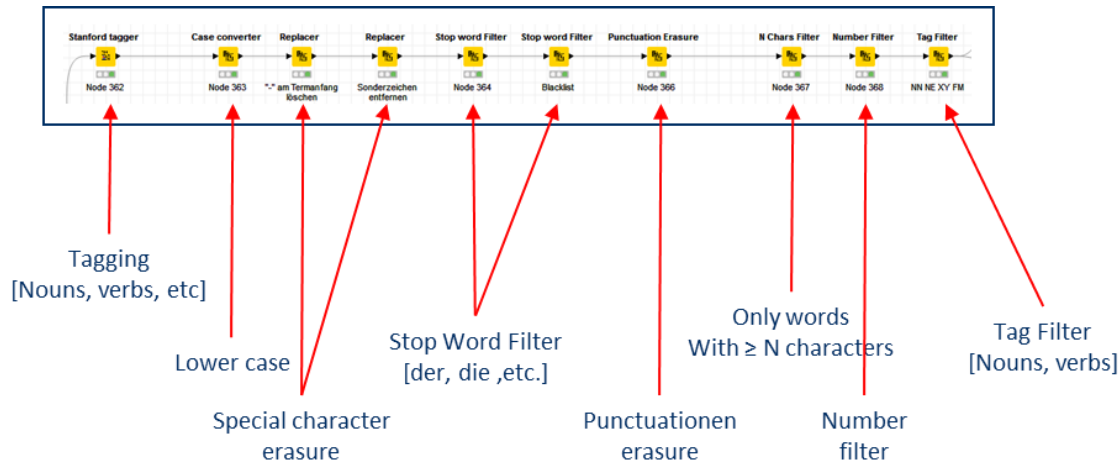 Stanford tagger
Case converter
Replacer
Replacer
Stop word Filter
Stop word Filter
Punctuation Erasure
N Chars Filter
Number Filter
Tag Filter
Node 362
Node 363
"-" am Termanfang
löschen
Sonderzeichen
entfernen
Node 364
Blacklist
Node 366
Node 367
Node 368
NN NE XY FM
Tagging
[Nouns, verbs, etc]
Lower case
Special character
erasure
Stop Word Filter
[der, die ,etc.]
Punctuationen
erasure
Only words
With ≥ N characters
Number
filter
Tag Filter
[Nouns, verbs]